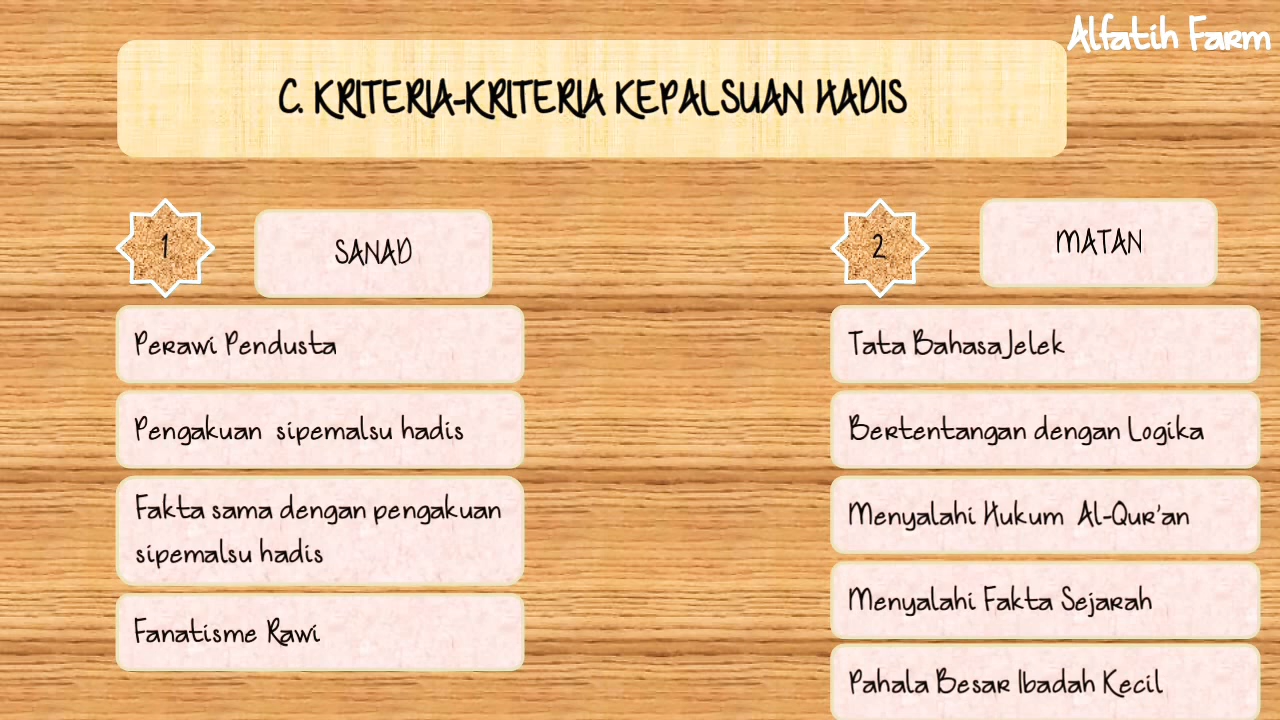 Alfatih Farm
C. KRITERIA-KRITERIA KEPALSUAN HADIS
1
SANAD
Perawi Pendusta
Pengakuan sipemalsu hadis
Fakta sama dengan pengakuan
sipemalsu hadis
Fanatisme Rawi
2
MATAN
Tata Bahasa Jelek
Bertentangan dengan Logika
Menyalahi Hukum Al-Qur'an
Menyalahi Fakta Sejarah
Pahala Besar Ibadah Kecil